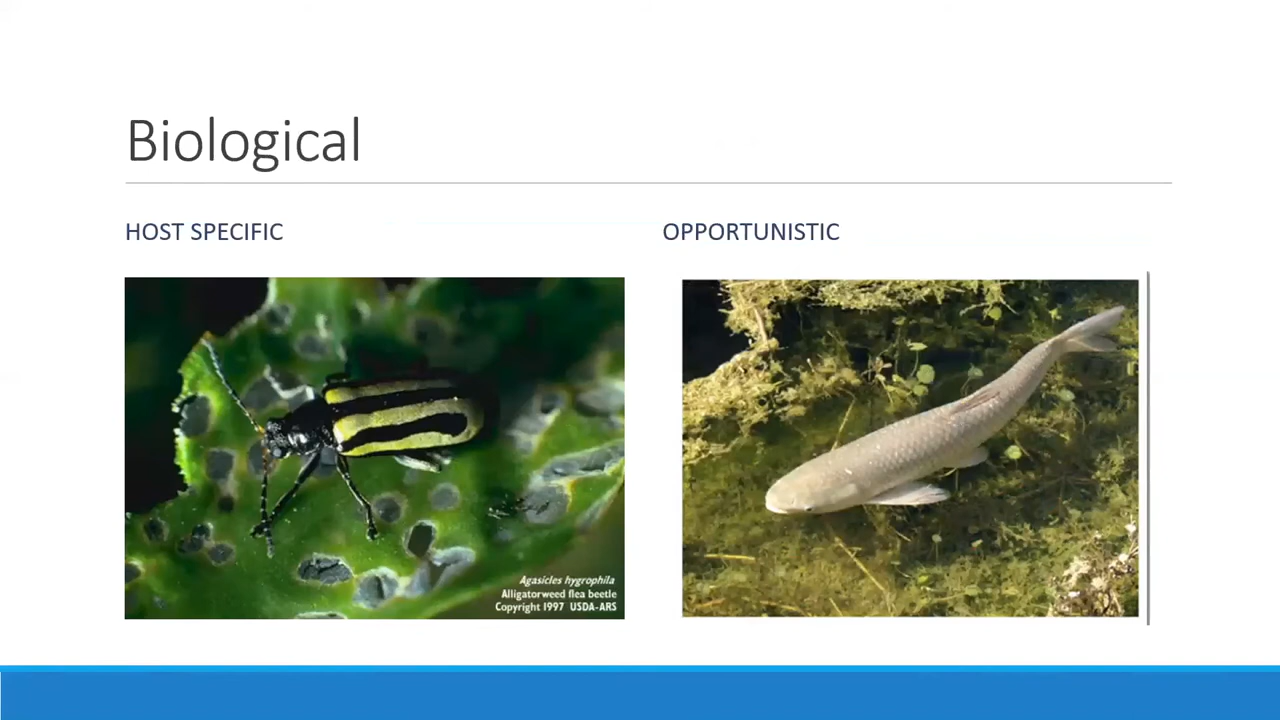 Biological
HOST SPECIFIC
OPPORTUNISTIC
Agasicles hygrophila
Alligatorweed flea beetle
Copyright 1997 USDA-ARS